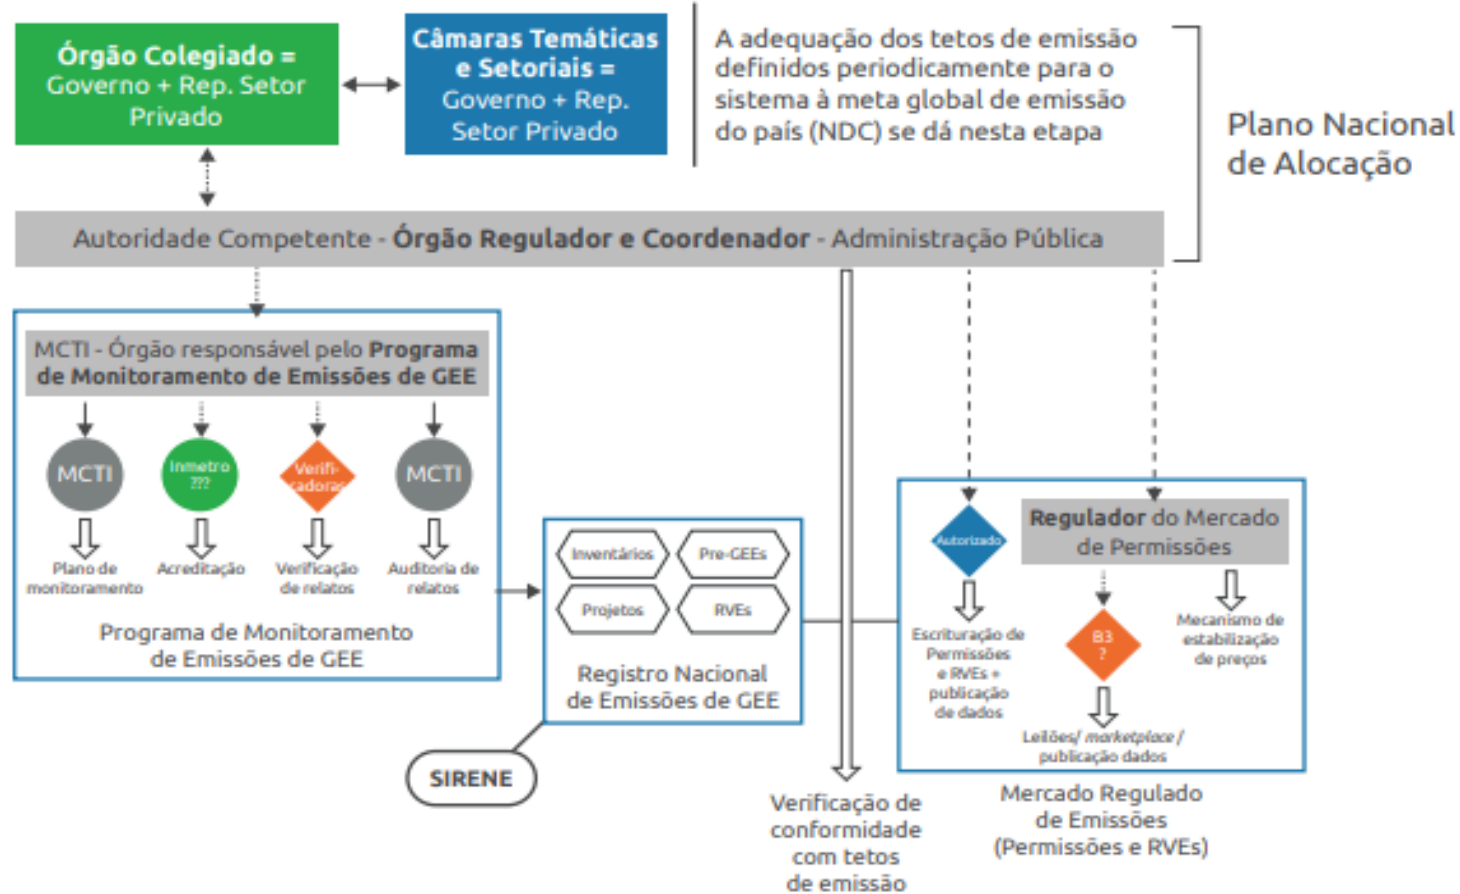 Órgão Colegiado =
Governo + Rep. Setor
Privado
Câmaras Temáticas
e Setoriais =
Governo + Rep.
Setor Privado
A adequação dos tetos de emissão
definidos periodicamente para o
sistema à meta global de emissão
do país (NDC) se dá nesta etapa
Plano Nacional
de Alocação
Autoridade Competente - Órgão Regulador e Coordenador - Administração Pública
MCTI - Órgão responsável pelo Programa
de Monitoramento de Emissões de GEE
MCTI
Inmetro
???
Verifi-
cadoras
MCTI
Plano de
monitoramento
Acreditação
Verificação
de relatos
Auditoria de
relatos
Programa de Monitoramento
de Emissões de GEE
Inventários
Pre-GEEs
Projetos
RVEs
Registro Nacional
de Emissões de GEE
SIRENE
Verificação de
conformidade
com tetos
de emissão
Autorizado
Escrituração de
Permissões
e RVEs +
publicação
de dados
Regulador do Mercado
de Permissões
B3
?
Leilões/ marketplace /
publicação dados
Mecanismo de
estabilização
de preços
Mercado Regulado
de Emissões
(Permissões e RVEs)